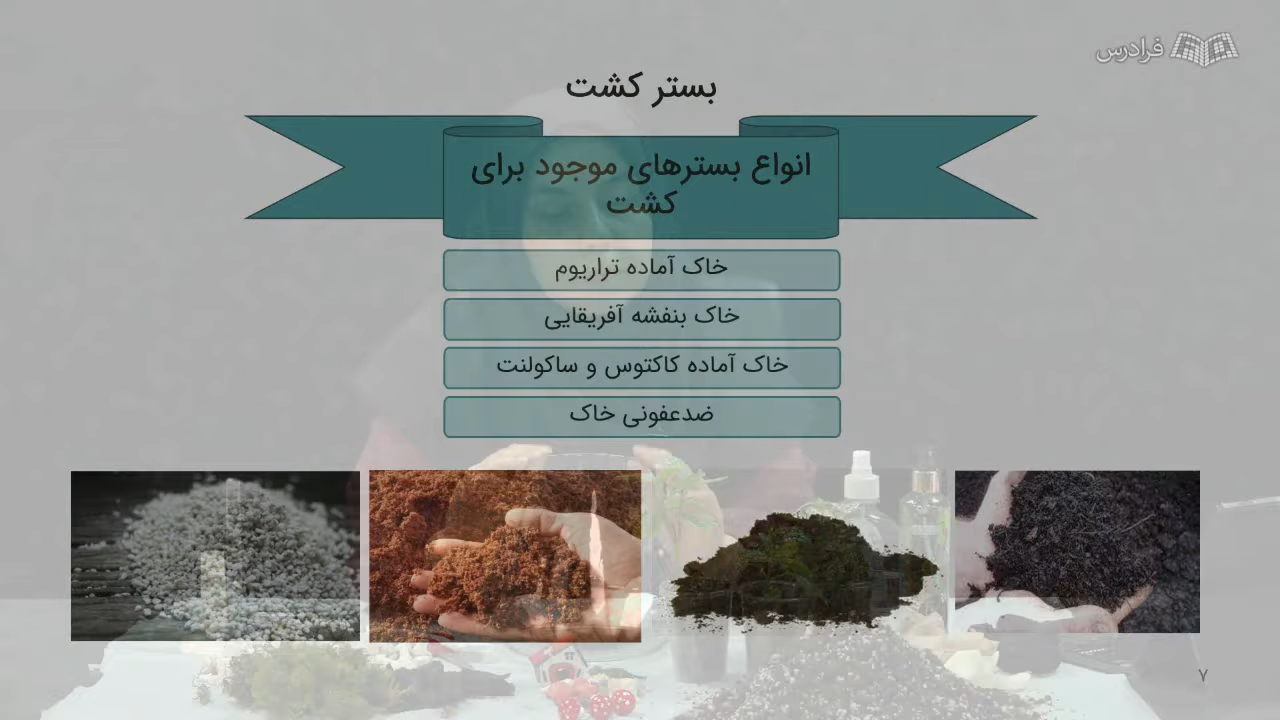 فرادرس
بستر کشت
انواع بسترهای موجود برای
کشت
خاک آماده تراریوم
خاک بنفشه آفریقایی
خاک آماده کاکتوس و ساکولنت
ضدعفونی خاک
۷